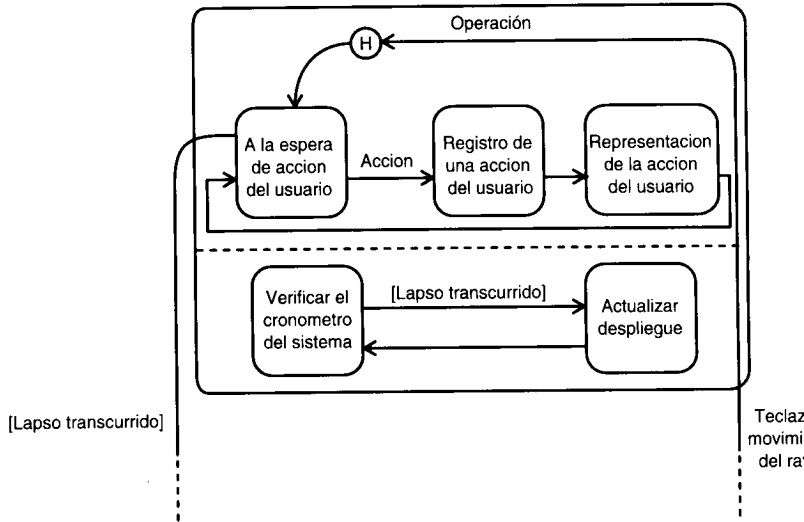 Operación
H
A la espera
de accion
del usuario
Accion
Registro de
una accion
del usuario
Representacion
de la accion
del usuario
Verificar el
cronometro
del sistema
[Lapso transcurrido]
Actualizar
despliegue
[Lapso transcurrido]
del